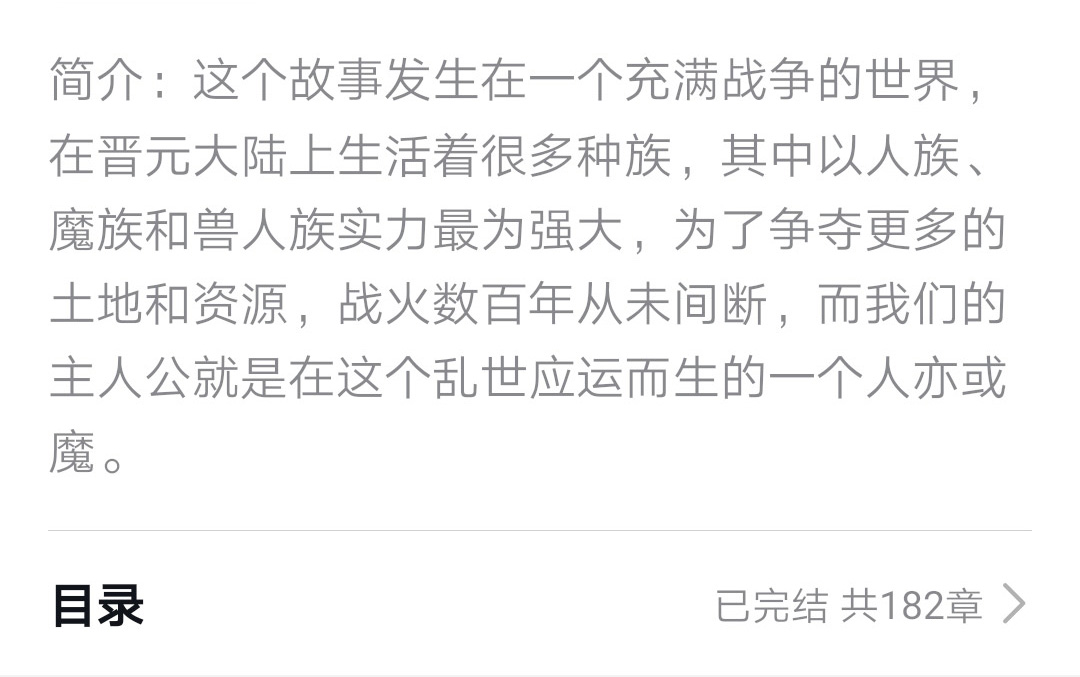 简介：这个故事发生在一个充满战争的世界，
在晋元大陆上生活着很多种族，其中以人族、
魔族和兽人族实力最为强大，为了争夺更多的
土地和资源，战火数百年从未间断，而我们的
主人公就是在这个乱世应运而生的一个人亦或
魔。
目录
已完结 共182章